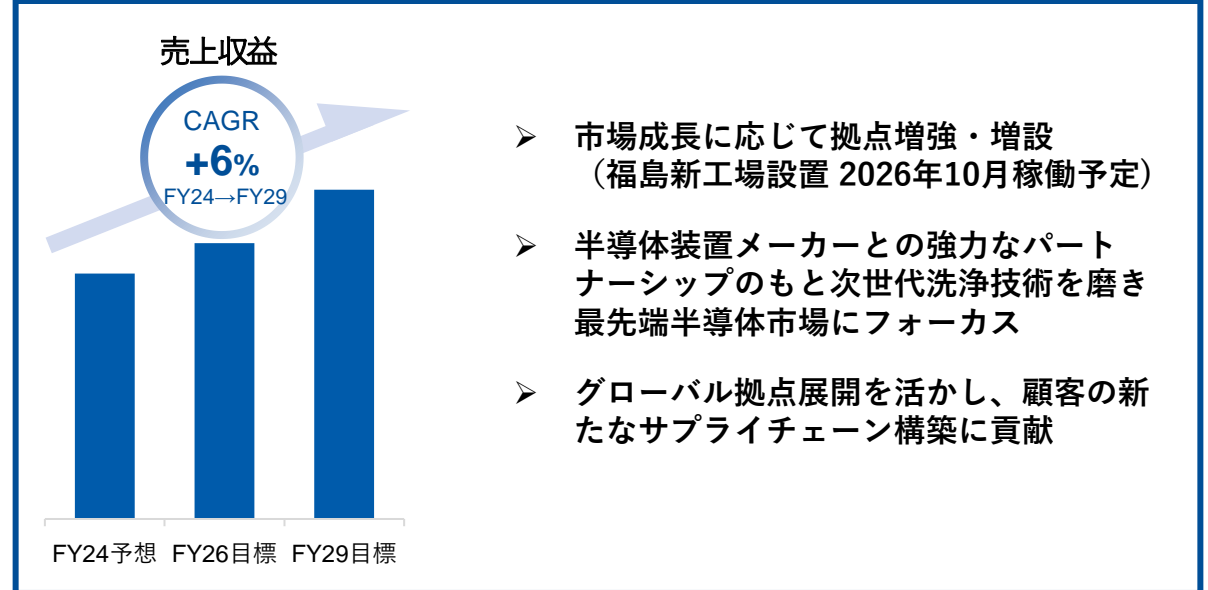 売上収益
CAGR
+6%
FY24→FY29
FY24予想 FY26目標 FY29目標
➢ 市場成長に応じて拠点増強・増設
（福島新工場設置 2026年10月稼働予定）
➢ 半導体装置メーカーとの強力なパート
ナーシップのもと次世代洗浄技術を磨き
最先端半導体市場にフォーカス
➢ グローバル拠点展開を活かし、顧客の新
たなサプライチェーン構築に貢献